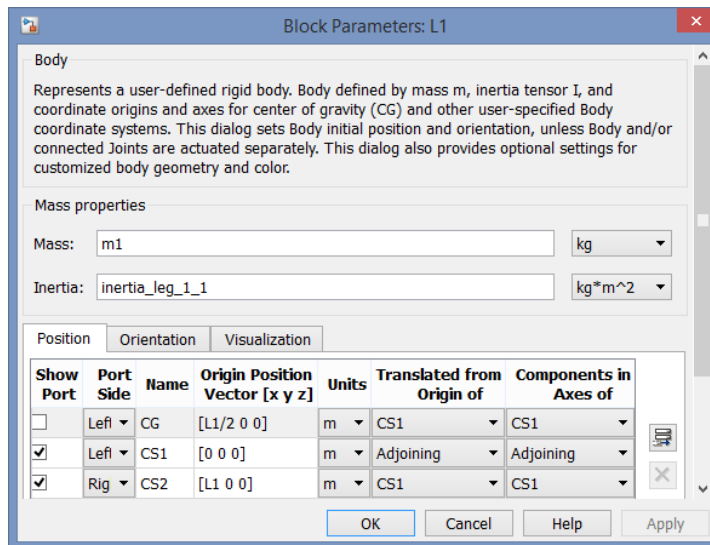 Block Parameters: L1
Body
Represents a user-defined rigid body. Body defined by mass m, inertia tensor I, and
coordinate origins and axes for center of gravity (CG) and other user-specified Body
coordinate systems. This dialog sets Body initial position and orientation, unless Body and/or
connected Joints are actuated separately. This dialog also provides optional settings for
customized body geometry and color.
Mass properties
Mass: m1 kg
Inertia: inertia_leg_1_1 kg*m^2
Position Orientation Visualization
Show Port Name Origin Position Units Translated from Components in
Port Side Vector [x y z] Origin of Axes of
Left CG [L1/2 0 0] m CS1 CS1
Left CS1 [0 0 0] m Adjoining Adjoining
Rig CS2 [L1 0 0] m CS1 CS1
OK Cancel Help Apply